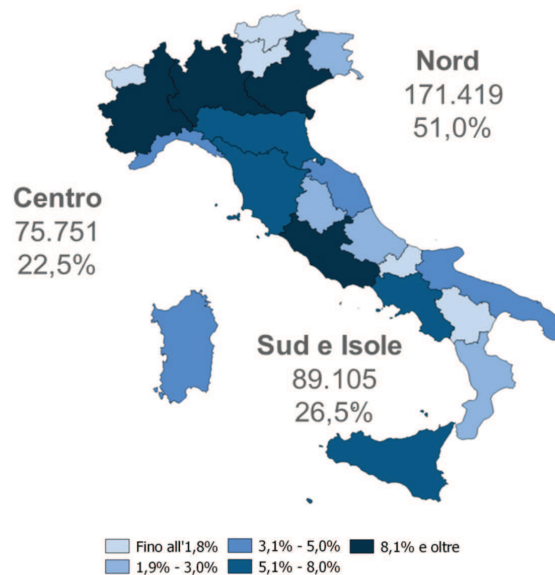 Nord
171.419
51,0%
Centro
75.751
22,5%
Sud e Isole
89.105
26,5%
Fino all'1,8%
3,1% - 5,0%
8,1% e oltre
1,9% - 3,0%
5,1% - 8,0%